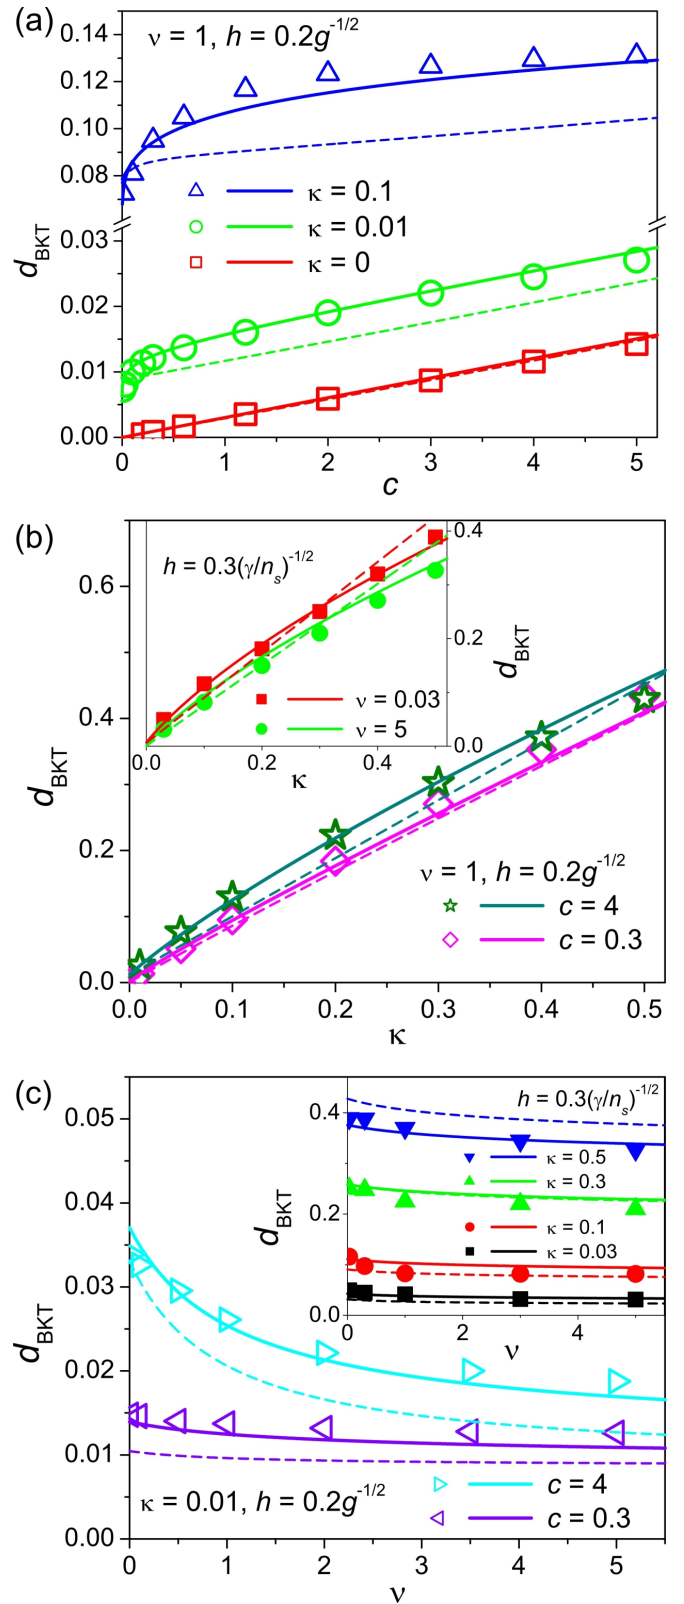 (a)
ν = 1, h = 0.2g^-1/2
0.14
0.12
0.10
0.08
κ = 0.1
κ = 0.01
κ = 0
0.03
0.02
0.01
0.00
d_BKT
0 1 2 3 4 5
c
(b)
h = 0.3(γ/n_s)^-1/2
0.4
0.2
0.0
d_BKT
ν = 0.03
ν = 5
0.0 0.2 0.4
κ
0.6
0.4
0.2
0.0
d_BKT
ν = 1, h = 0.2g^-1/2
c = 4
c = 0.3
0.0 0.1 0.2 0.3 0.4 0.5
κ
(c)
h = 0.3(γ/n_s)^-1/2
0.4
0.2
0.0
d_BKT
κ = 0.5
κ = 0.3
κ = 0.1
κ = 0.03
0 2 4
ν
0.05
0.04
0.03
0.02
0.01
0.00
d_BKT
κ = 0.01, h = 0.2g^-1/2
c = 4
c = 0.3
0 1 2 3 4 5
ν